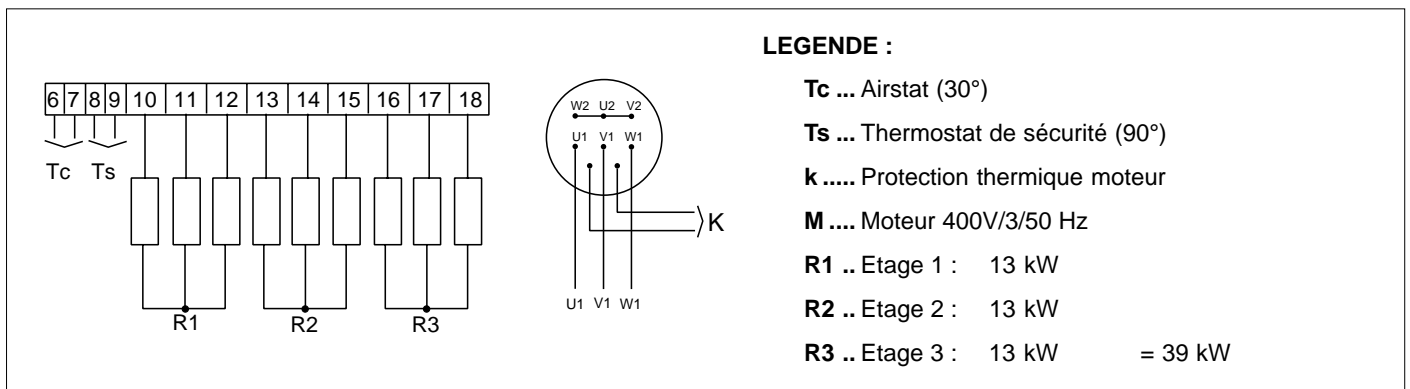 LEGENDE :
Tc ... Airstat (30°)
Ts ... Thermostat de sécurité (90°)
k ..... Protection thermique moteur
M .... Moteur 400V/3/50 Hz
R1 .. Etage 1 : 13 kW
R2 .. Etage 2 : 13 kW
R3 .. Etage 3 : 13 kW = 39 kW
6 7 8 9 10 11 12 13 14 15 16 17 18
Tc Ts
R1 R2 R3
W2 U2 V2
U1 V1 W1
K
U1 V1 W1